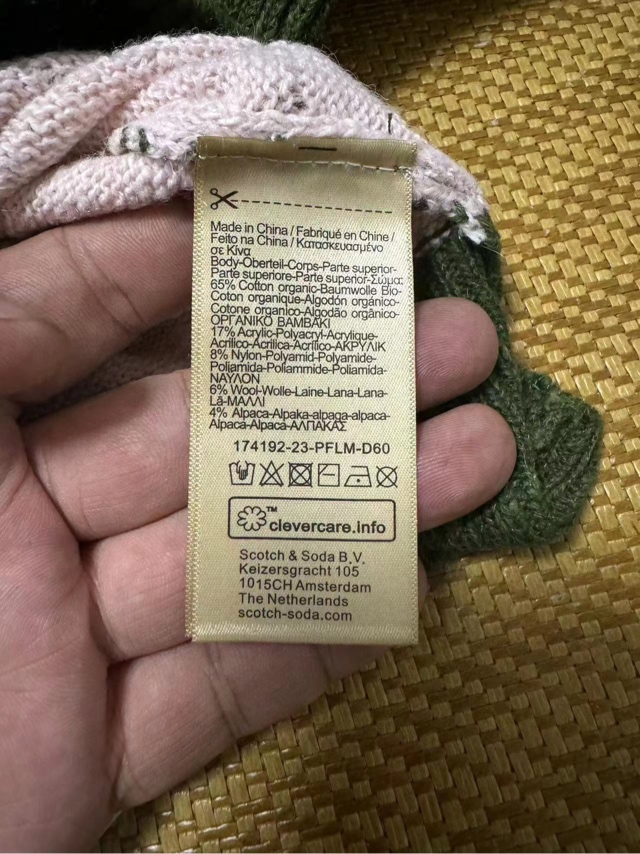 Made in China / Fabriqué en Chine /
Feito na China / Κατασκευασμένο
σε Κίνα
Body-Oberteil-Corps-Parte superior-
Parte superiore-Parte superior-Σώμα:
65% Cotton organic-Baumwolle Bio-
Coton organique-Algodón orgánico-
Cotone organico-Algodão orgânico-
ΟΡΓΑΝΙΚΟ ΒΑΜΒΑΚΙ
17% Acrylic-Polyacryl-Acrylique-
Acrílico-Acrilica-Acrílico-ΑΚΡΥΛΙΚ
8% Nylon-Polyamid-Polyamide-
Poliamida-Poliammide-Poliamida-
ΝΑΥΛΟΝ
6% Wool-Wolle-Laine-Lana-Lana-
Lã-ΜΑΛΛΙ
4% Alpaca-Alpaka-alpaga-alpaca-
Alpaca-Alpaca-ΑΛΠΑΚΑΣ
174192-23-PFLM-D60
™clevercare.info
Scotch & Soda B.V.
Keizersgracht 105
1015CH Amsterdam
The Netherlands
scotch-soda.com